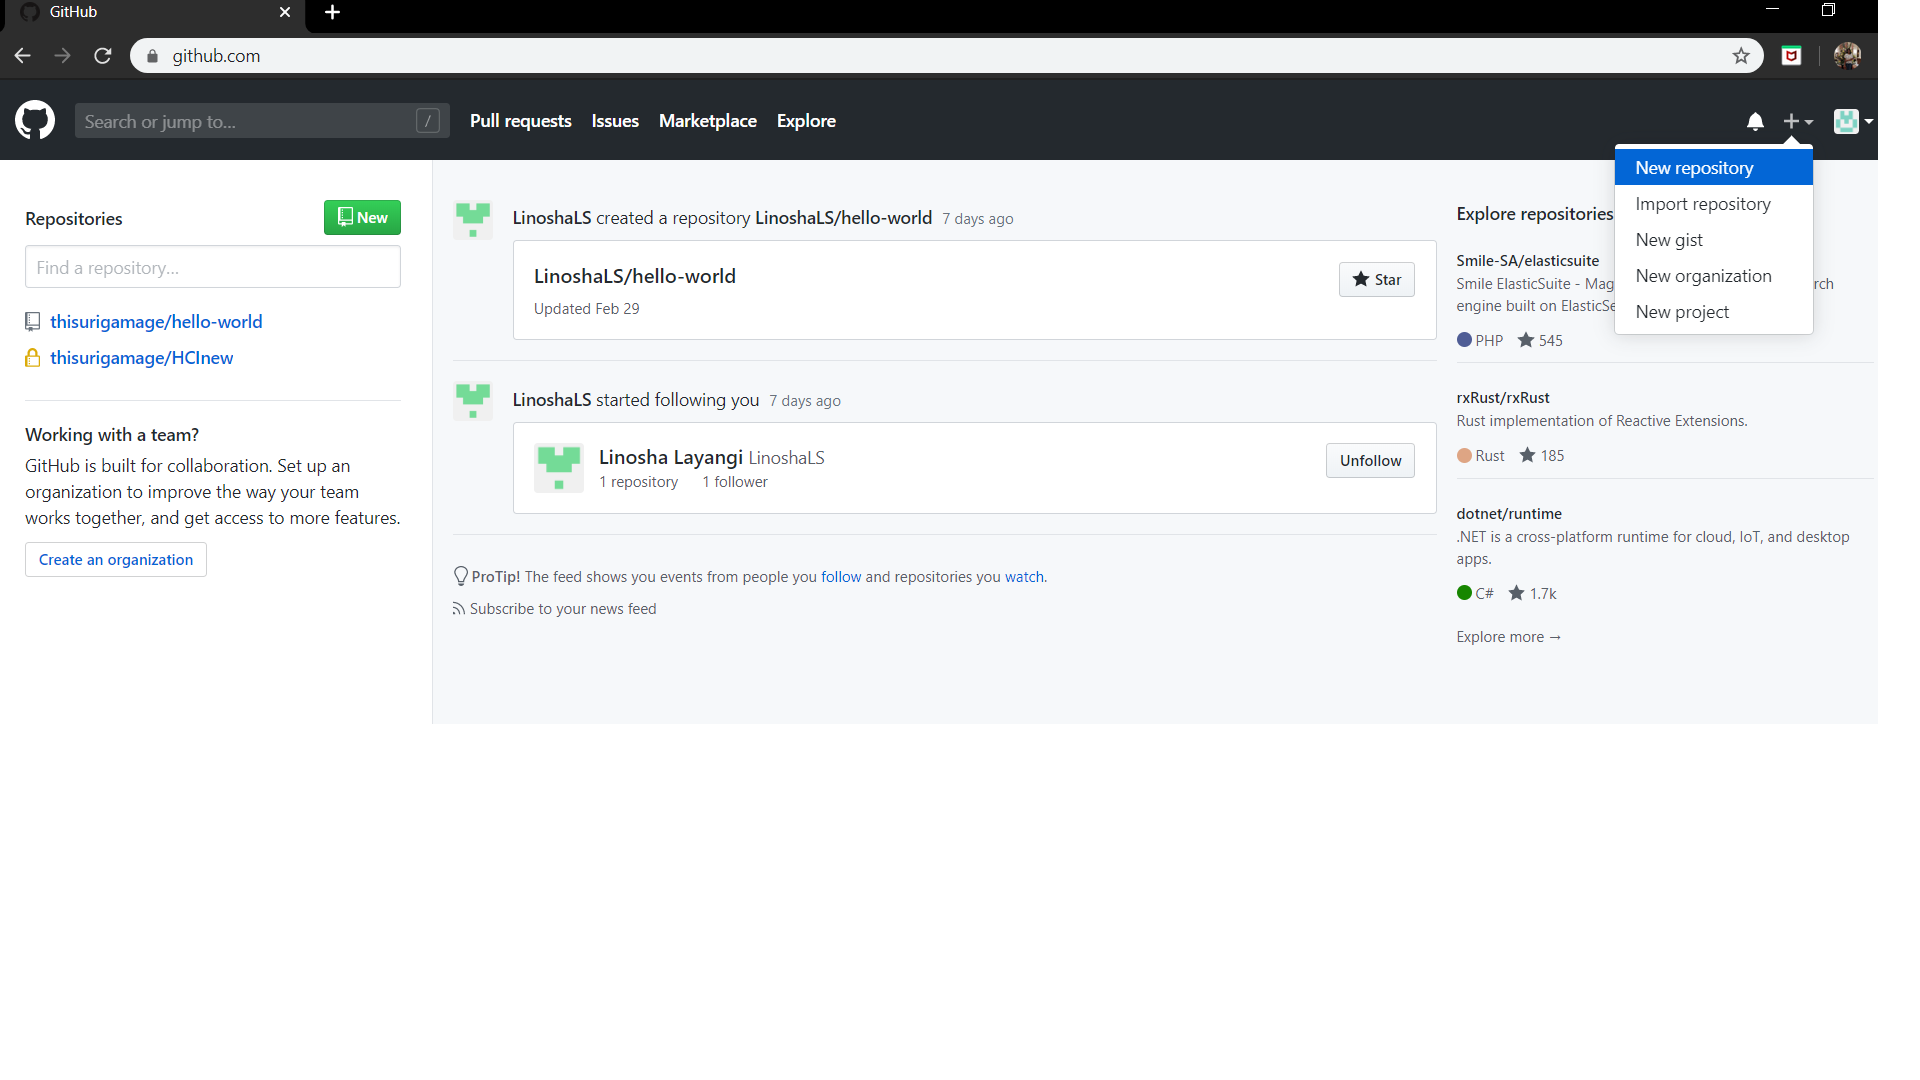 GitHub
github.com
Search or jump to... /
Pull requests Issues Marketplace Explore
Repositories
New
Find a repository...
thisurigamage/hello-world
thisurigamage/HCInew
Working with a team?
GitHub is built for collaboration. Set up an
organization to improve the way your team
works together, and get access to more features.
Create an organization
LinoshaLS created a repository LinoshaLS/hello-world 7 days ago
LinoshaLS/hello-world
Star
Updated Feb 29
LinoshaLS started following you 7 days ago
Linosha Layangi LinoshaLS
1 repository 1 follower
Unfollow
ProTip! The feed shows you events from people you follow and repositories you watch.
Subscribe to your news feed
New repository
Import repository
New gist
New organization
New project
Explore repositories
Smile-SA/elasticsuite
Smile ElasticSuite - Mag rch
engine built on ElasticSe
PHP 545
rxRust/rxRust
Rust implementation of Reactive Extensions.
Rust 185
dotnet/runtime
.NET is a cross-platform runtime for cloud, IoT, and desktop
apps.
C# 1.7k
Explore more →